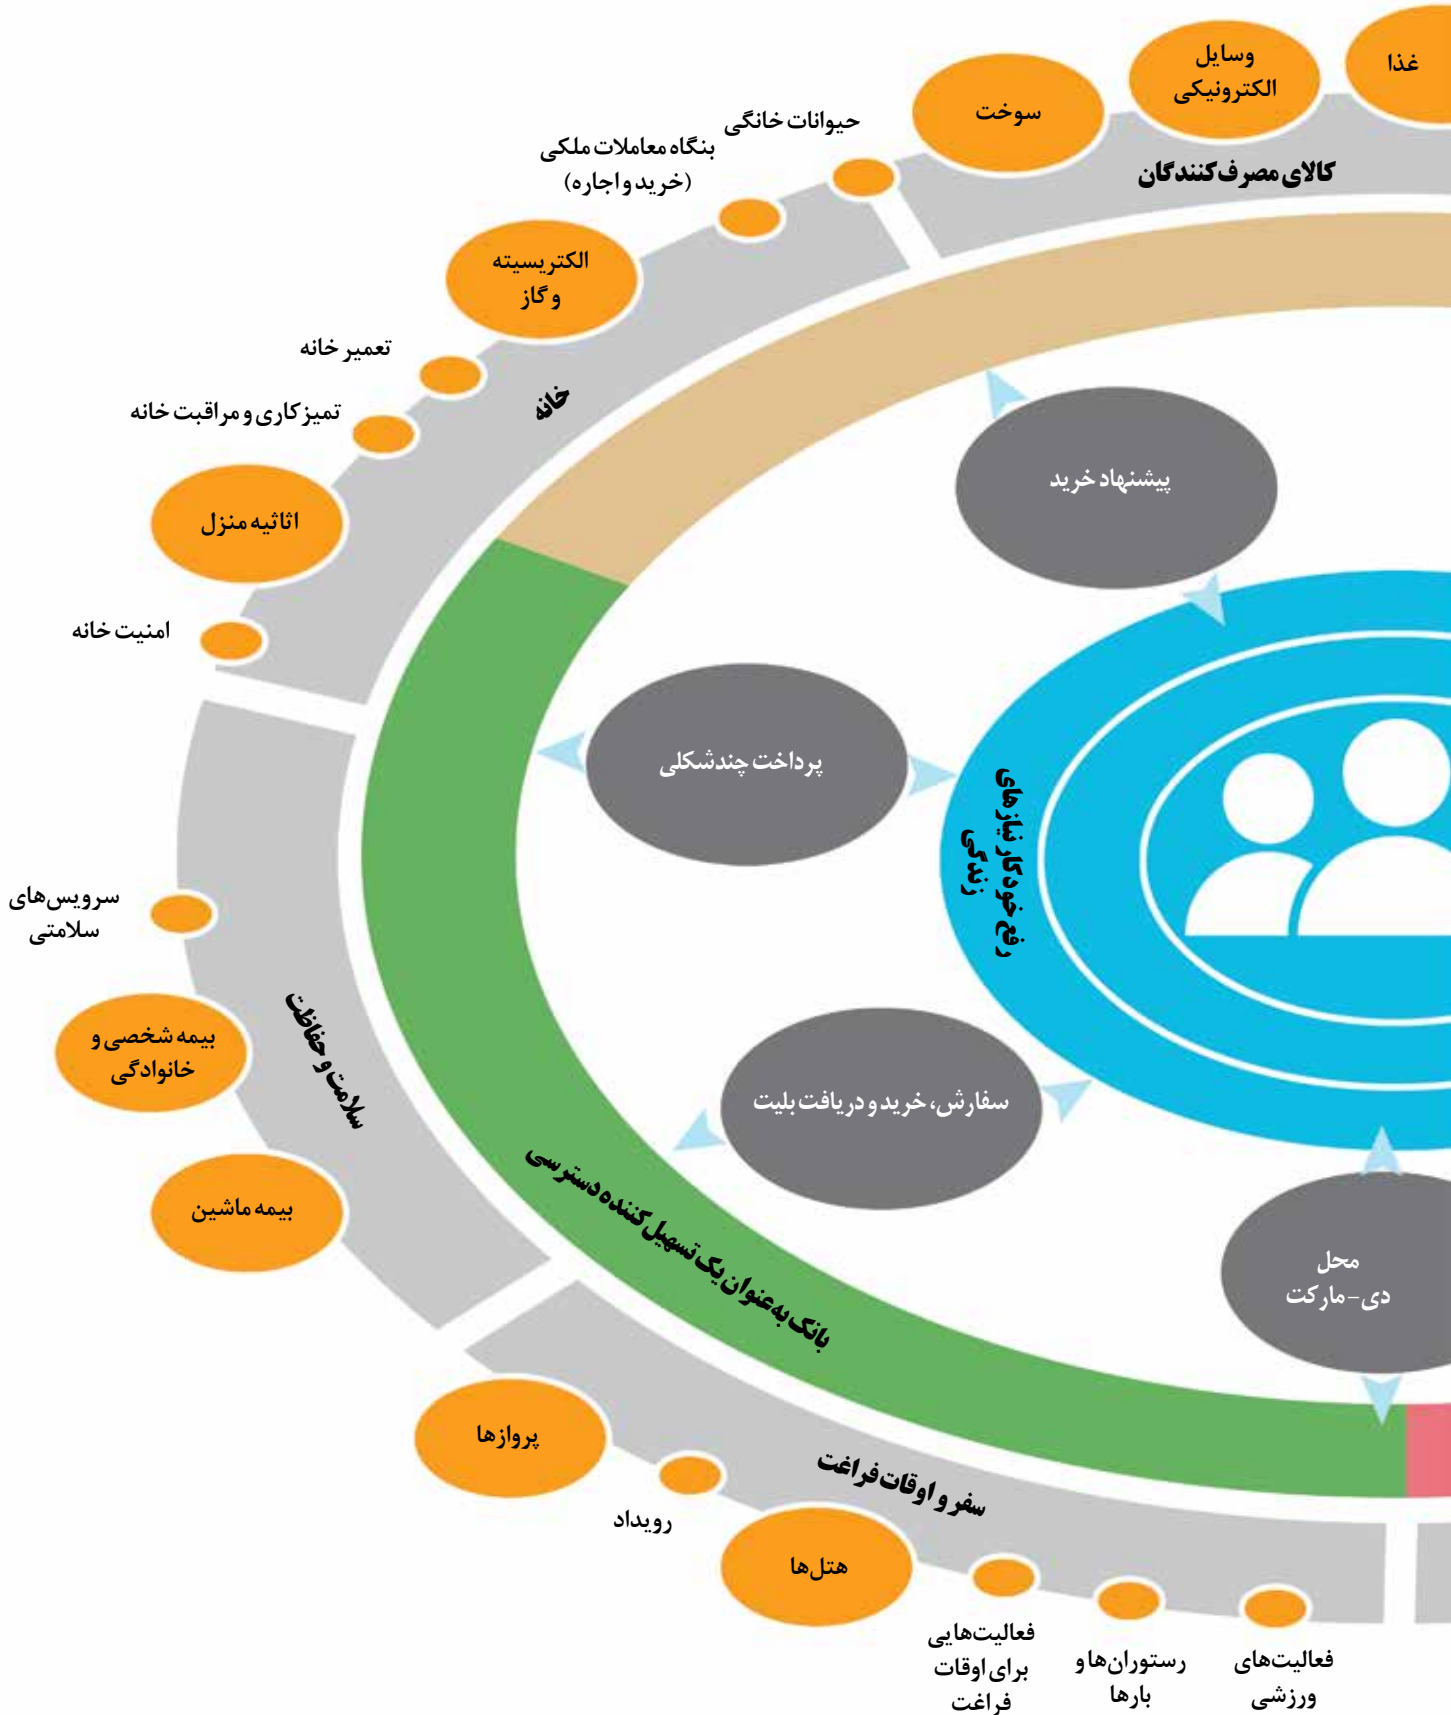 غذا
وسایل
الکترونیکی
سوخت
کالای مصرف‌کنندگان
حیوانات خانگی
بنگاه معاملات ملکی
(خرید و اجاره)
الکتریسیته
و گاز
تعمیر خانه
تمیزکاری و مراقبت خانه
خانه
اثاثیه منزل
امنیت خانه
پیشنهاد خرید
پرداخت چندشکلی
رفع خودکار نیازهای
زندگی
سرویس‌های
سلامتی
سلامت و حفاظت
بیمه شخصی و
خانوادگی
بیمه ماشین
سفارش، خرید و دریافت بلیت
بانک به‌عنوان یک تسهیل‌کننده دسترسی
محل
دی-مارکت
پروازها
سفر و اوقات فراغت
رویداد
هتل‌ها
فعالیت‌هایی
برای اوقات
فراغت
رستوران‌ها و
بارها
فعالیت‌های
ورزشی